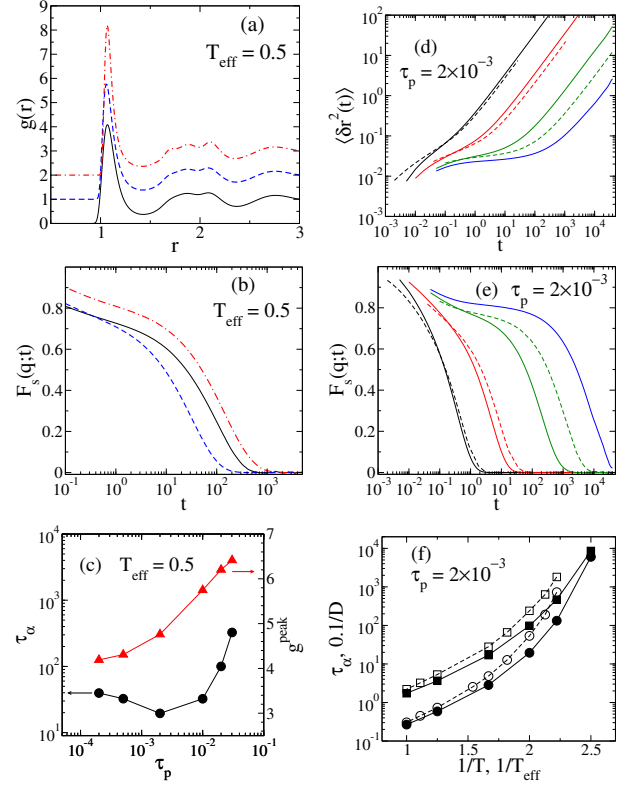 (a)
T_eff = 0.5
g(r)
9
8
7
6
5
4
3
2
1
0
1
2
3
r
(d)
τ_p = 2×10^-3
⟨δr^2(t)⟩
10^2
10^1
10^0
10^-1
10^-2
10^-3
10^-3 10^-2 10^-1 10^0 10^1 10^2 10^3 10^4
t
(b)
T_eff = 0.5
F_s(q;t)
0.8
0.6
0.4
0.2
0
10^-1 10^0 10^1 10^2 10^3
t
(e) τ_p = 2×10^-3
F_s(q;t)
0.8
0.6
0.4
0.2
0
10^-3 10^-2 10^-1 10^0 10^1 10^2 10^3 10^4
t
(c) T_eff = 0.5
τ_α
10^4
10^3
10^2
10^1
g^peak
7
6
5
4
3
10^-4 10^-3 10^-2 10^-1
τ_p
(f)
τ_p = 2×10^-3
τ_α, 0.1/D
10^4
10^3
10^2
10^1
10^0
10^-1
1 1.5 2 2.5
1/T, 1/T_eff